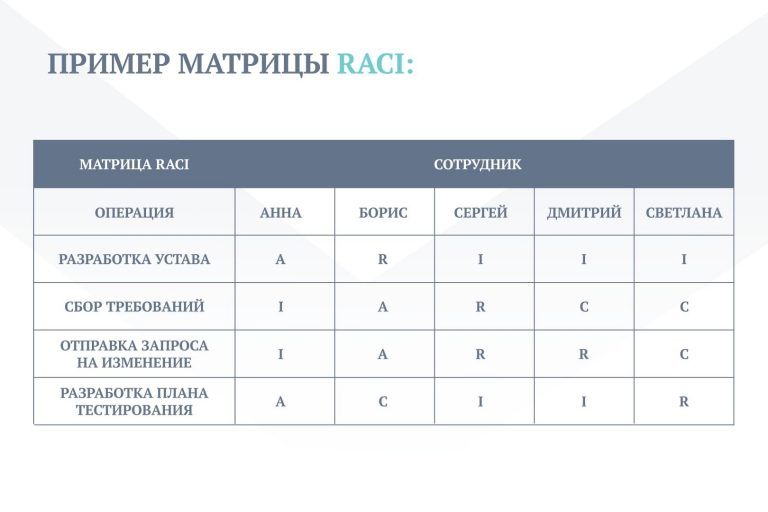 ПРИМЕР МАТРИЦЫ RACI:
МАТРИЦА RACI СОТРУДНИК
ОПЕРАЦИЯ АННА БОРИС СЕРГЕЙ ДМИТРИЙ СВЕТЛАНА
РАЗРАБОТКА УСТАВА A R I I I
СБОР ТРЕБОВАНИЙ I A R C C
ОТПРАВКА ЗАПРОСА
НА ИЗМЕНЕНИЕ I A R R C
РАЗРАБОТКА ПЛАНА
ТЕСТИРОВАНИЯ A C I I R